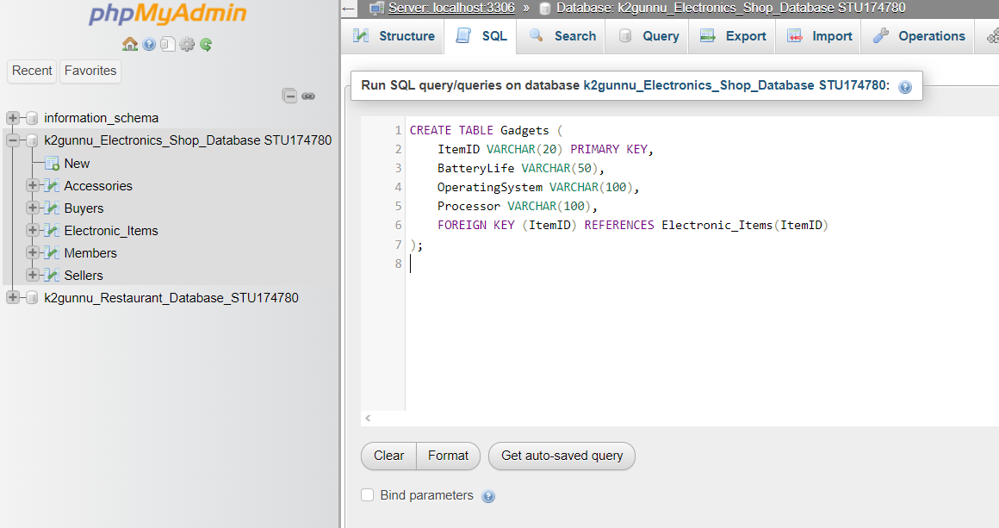 phpMyAdmin
Recent Favorites
information_schema
k2gunnu_Electronics_Shop_Database STU174780
New
Accessories
Buyers
Electronic_Items
Members
Sellers
k2gunnu_Restaurant_Database_STU174780
Server: localhost:3306 » Database: k2gunnu_Electronics_Shop_Database STU174780
Structure SQL Search Query Export Import Operations
Run SQL query/queries on database k2gunnu_Electronics_Shop_Database STU174780:
1 CREATE TABLE Gadgets (
2 ItemID VARCHAR(20) PRIMARY KEY,
3 BatteryLife VARCHAR(50),
4 OperatingSystem VARCHAR(100),
5 Processor VARCHAR(100),
6 FOREIGN KEY (ItemID) REFERENCES Electronic_Items(ItemID)
7 );
8
Clear Format Get auto-saved query
Bind parameters